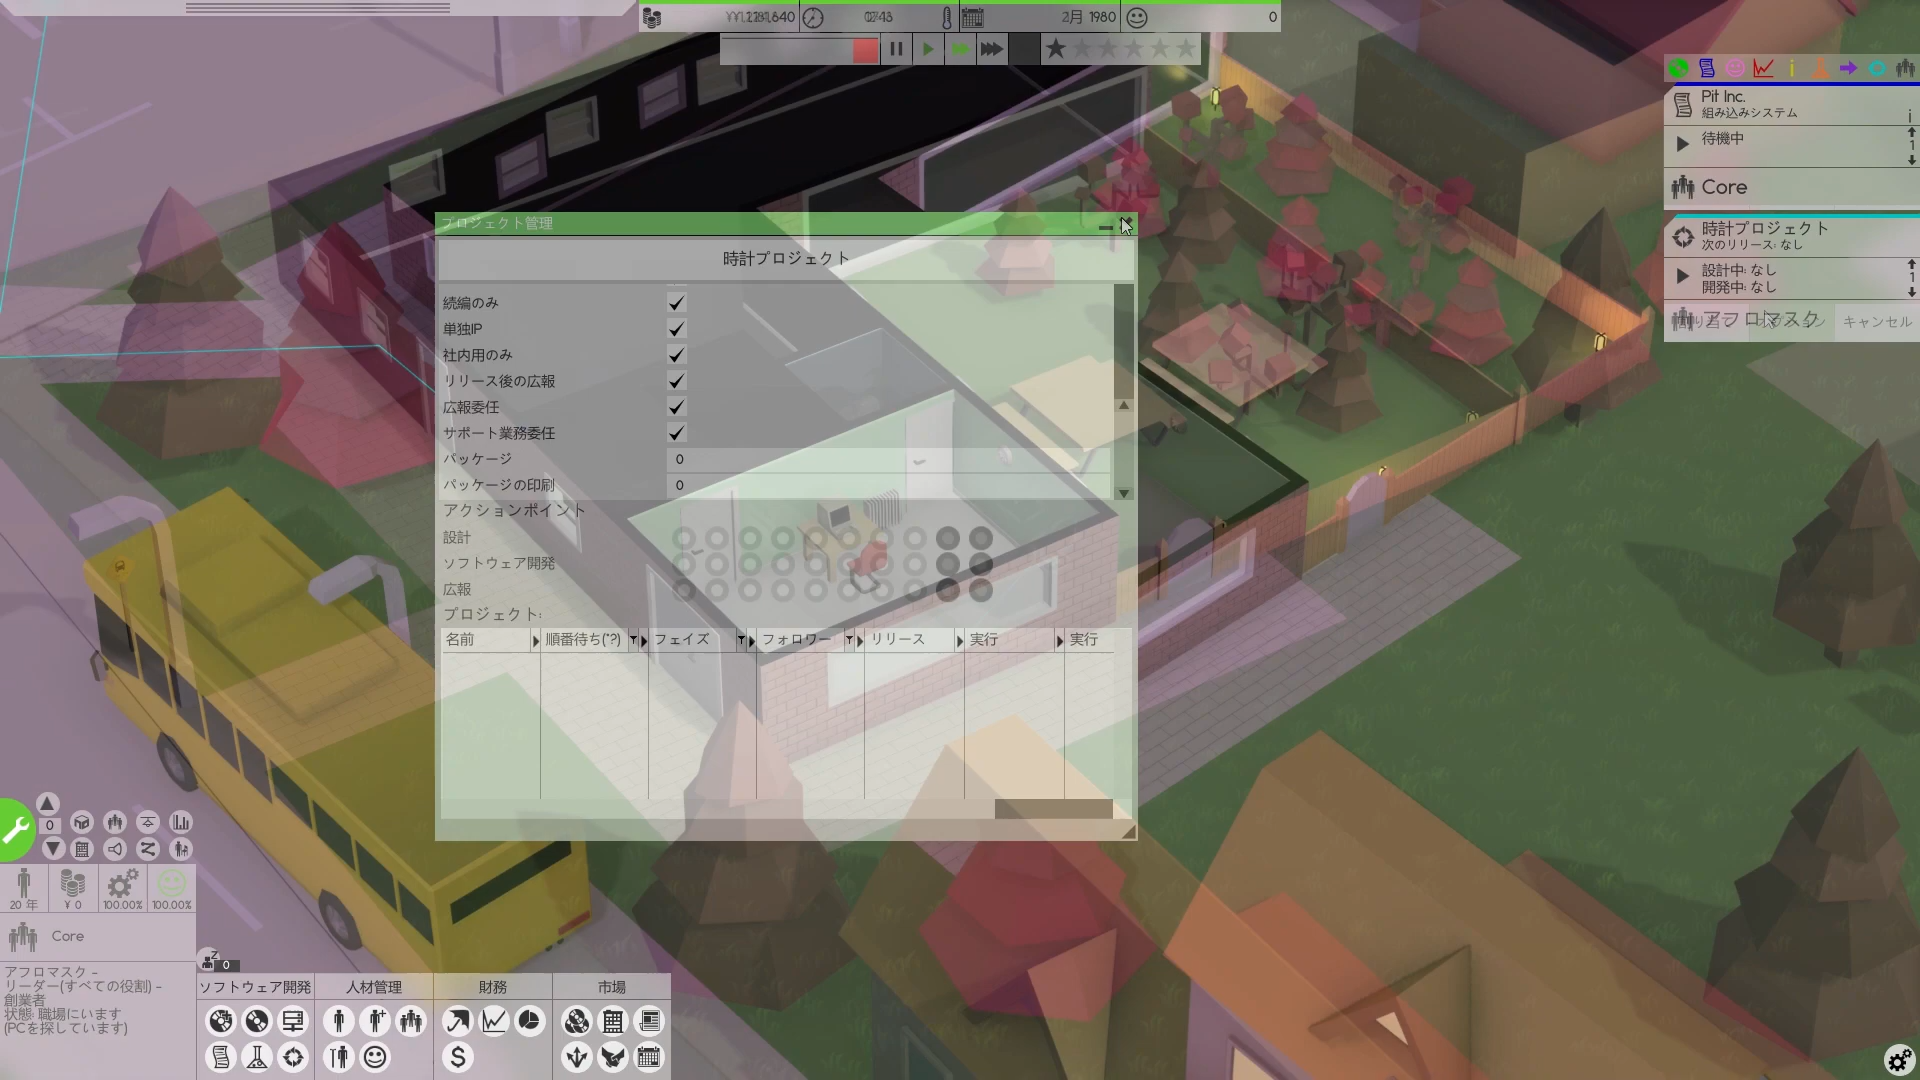 2月 1980
0
Pit Inc.
組み込みシステム
待機中
1
Core
時計プロジェクト
次のリリース: なし
設計中: なし
開発中: なし
1
アフロマスク
キャンセル
プロジェクト管理
時計プロジェクト
続編のみ
単独IP
社内用のみ
リリース後の広報
広報委任
サポート業務委任
パッケージ 0
パッケージの印刷 0
アクションポイント
設計
ソフトウェア開発
広報
プロジェクト:
名前 順番待ち(°?) フェイズ フォロワー リリース 実行 実行
0
20 年 ¥ 0 100.00% 100.00%
Core
アフロマスク -
リーダー(すべての役割) -
創業者
状態: 職場にいます
(PCを探しています)
0
ソフトウェア開発 人材管理 財務 市場